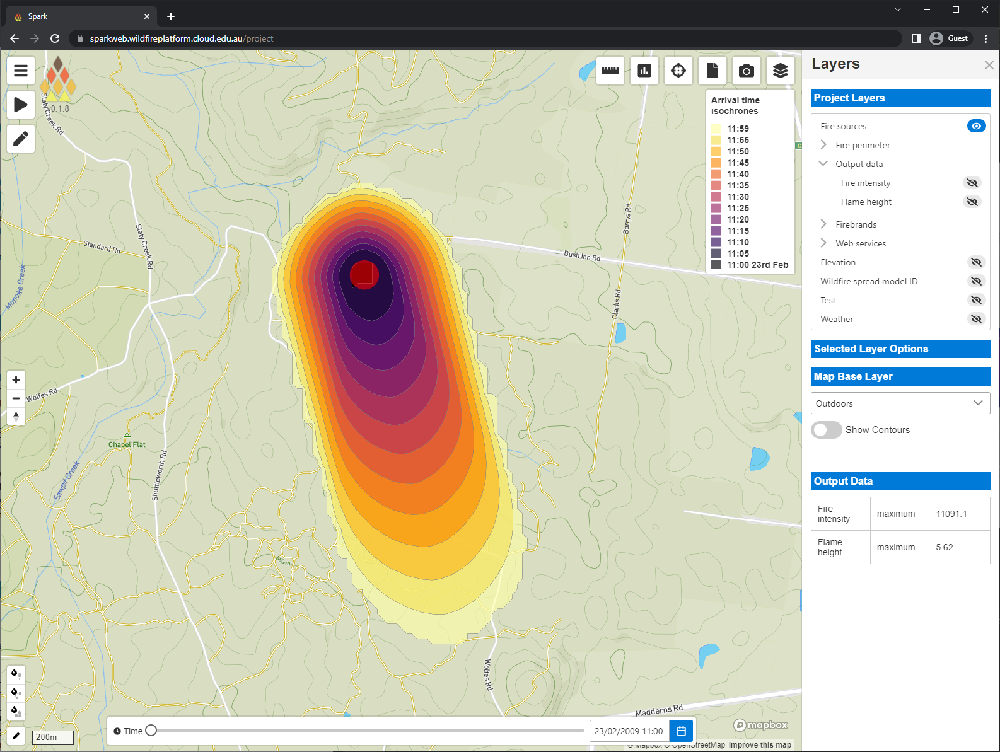 Spark
sparkweb.wildfireplatform.cloud.edu.au/project
Guest
v0.1.8
Slaty Creek Rd
Arrival time
isochrones
11:59
11:55
11:50
11:45
11:40
11:35
11:30
11:25
11:20
11:15
11:10
11:05
11:00 23rd Feb
Barrys Rd
Standard Rd
Slaty Creek Rd
Bush Inn Rd
Mopoke Creek
Clarks Rd
Wolfes Rd
Chapel Flat
Shuttleworth Rd
Sawpit Creek
550 m
Wolfes Rd
Madderns Rd
200m
Time
23/02/2009 11:00
mapbox
© Mapbox © OpenStreetMap Improve this map
Layers
Project Layers
Fire sources
Fire perimeter
Output data
Fire intensity
Flame height
Firebrands
Web services
Elevation
Wildfire spread model ID
Test
Weather
Selected Layer Options
Map Base Layer
Outdoors
Show Contours
Output Data
Fire
intensity
maximum
11091.1
Flame
height
maximum
5.62